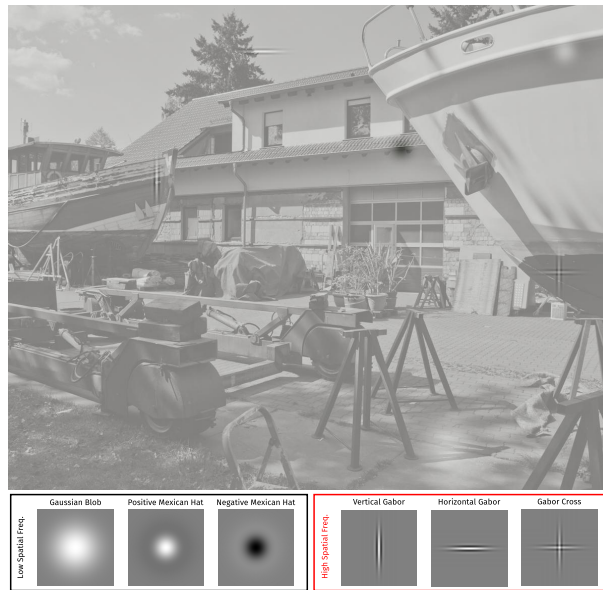 Gaussian Blob
Positive Mexican Hat
Negative Mexican Hat
Low Spatial Freq.
Vertical Gabor
Horizontal Gabor
Gabor Cross
High Spatial Freq.